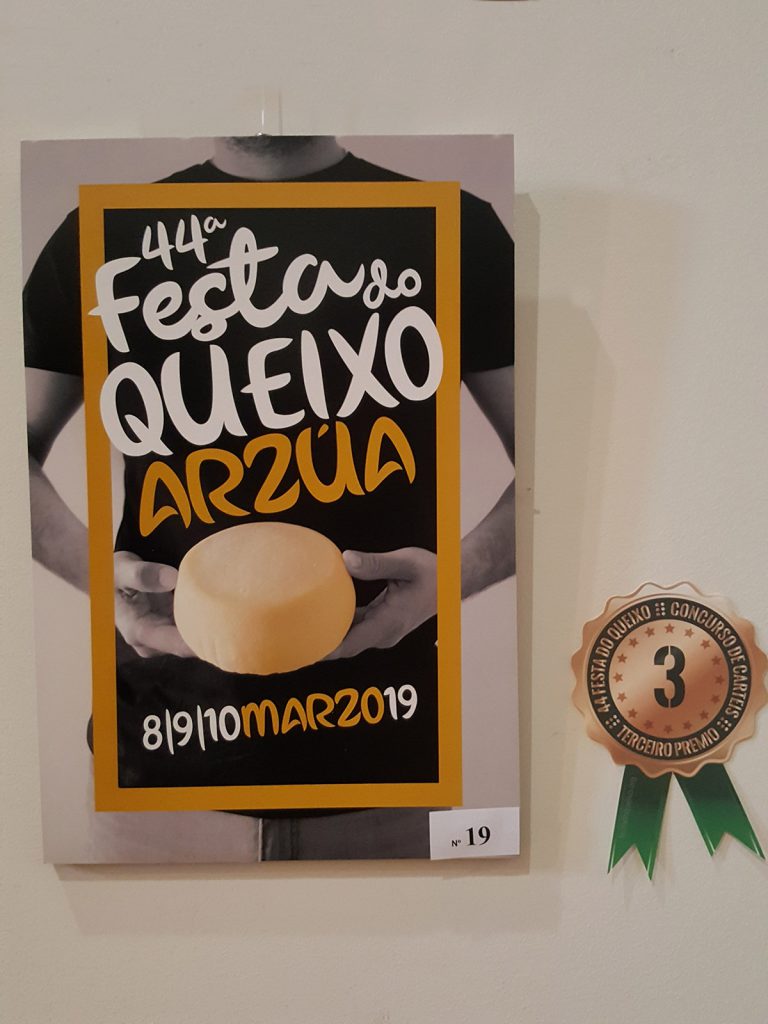 44ª
Festa do
QUEIXO
ARZÚA
8|9|10MARZO19
Nº 19
44 FESTA DO QUEIXO :: CONCURSO DE CARTEIS ::
3
TERCEIRO PREMIO ::